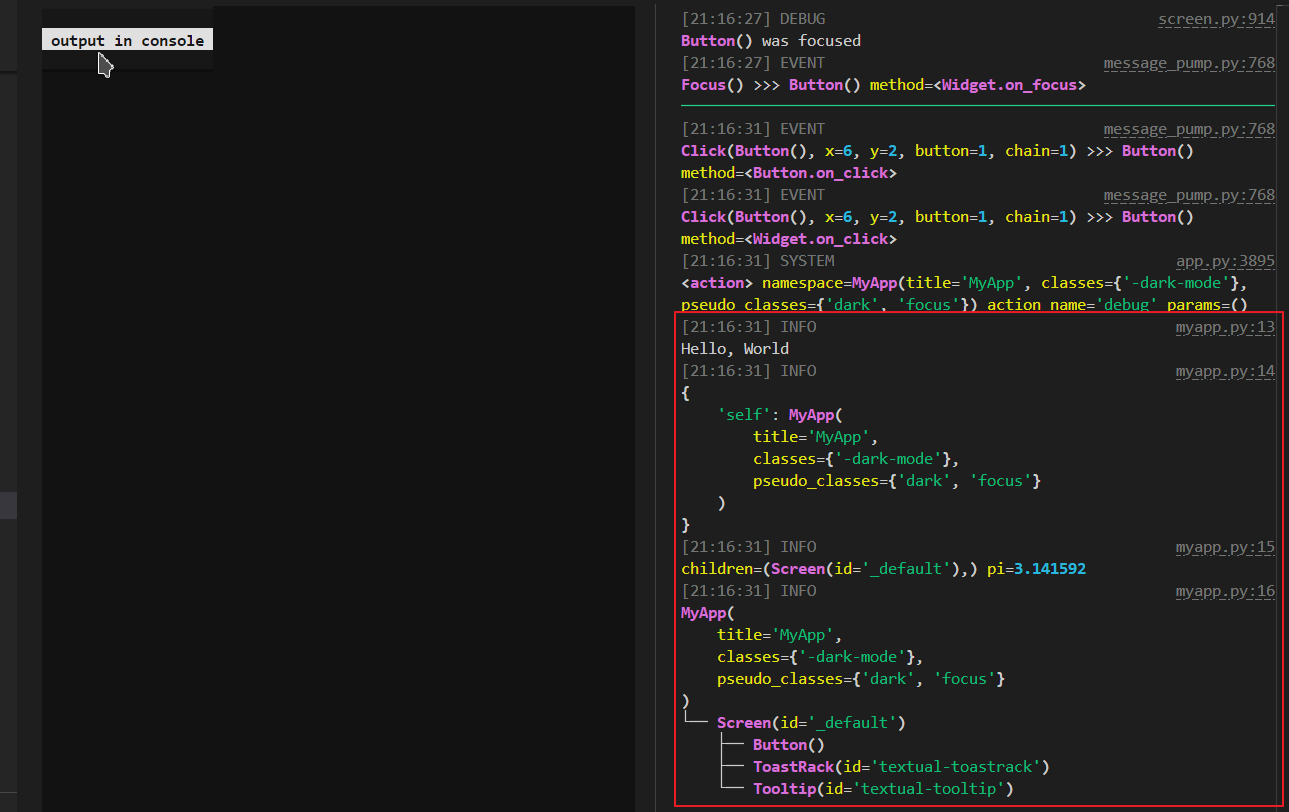 output in console
[21:16:27] DEBUG screen.py:914
Button() was focused
[21:16:27] EVENT message_pump.py:768
Focus() >>> Button() method=<Widget.on_focus>
[21:16:31] EVENT message_pump.py:768
Click(Button(), x=6, y=2, button=1, chain=1) >>> Button()
method=<Button.on_click>
[21:16:31] EVENT message_pump.py:768
Click(Button(), x=6, y=2, button=1, chain=1) >>> Button()
method=<Widget.on_click>
[21:16:31] SYSTEM app.py:3895
<action> namespace=MyApp(title='MyApp', classes={'-dark-mode'},
pseudo_classes={'dark', 'focus'}) action_name='debug' params=()
[21:16:31] INFO myapp.py:13
Hello, World
[21:16:31] INFO myapp.py:14
{
    'self': MyApp(
        title='MyApp',
        classes={'-dark-mode'},
        pseudo_classes={'dark', 'focus'}
    )
}
[21:16:31] INFO myapp.py:15
children=(Screen(id='_default'),) pi=3.141592
[21:16:31] INFO myapp.py:16
MyApp(
    title='MyApp',
    classes={'-dark-mode'},
    pseudo_classes={'dark', 'focus'}
)
└── Screen(id='_default')
    ├── Button()
    ├── ToastRack(id='textual-toastrack')
    └── Tooltip(id='textual-tooltip')